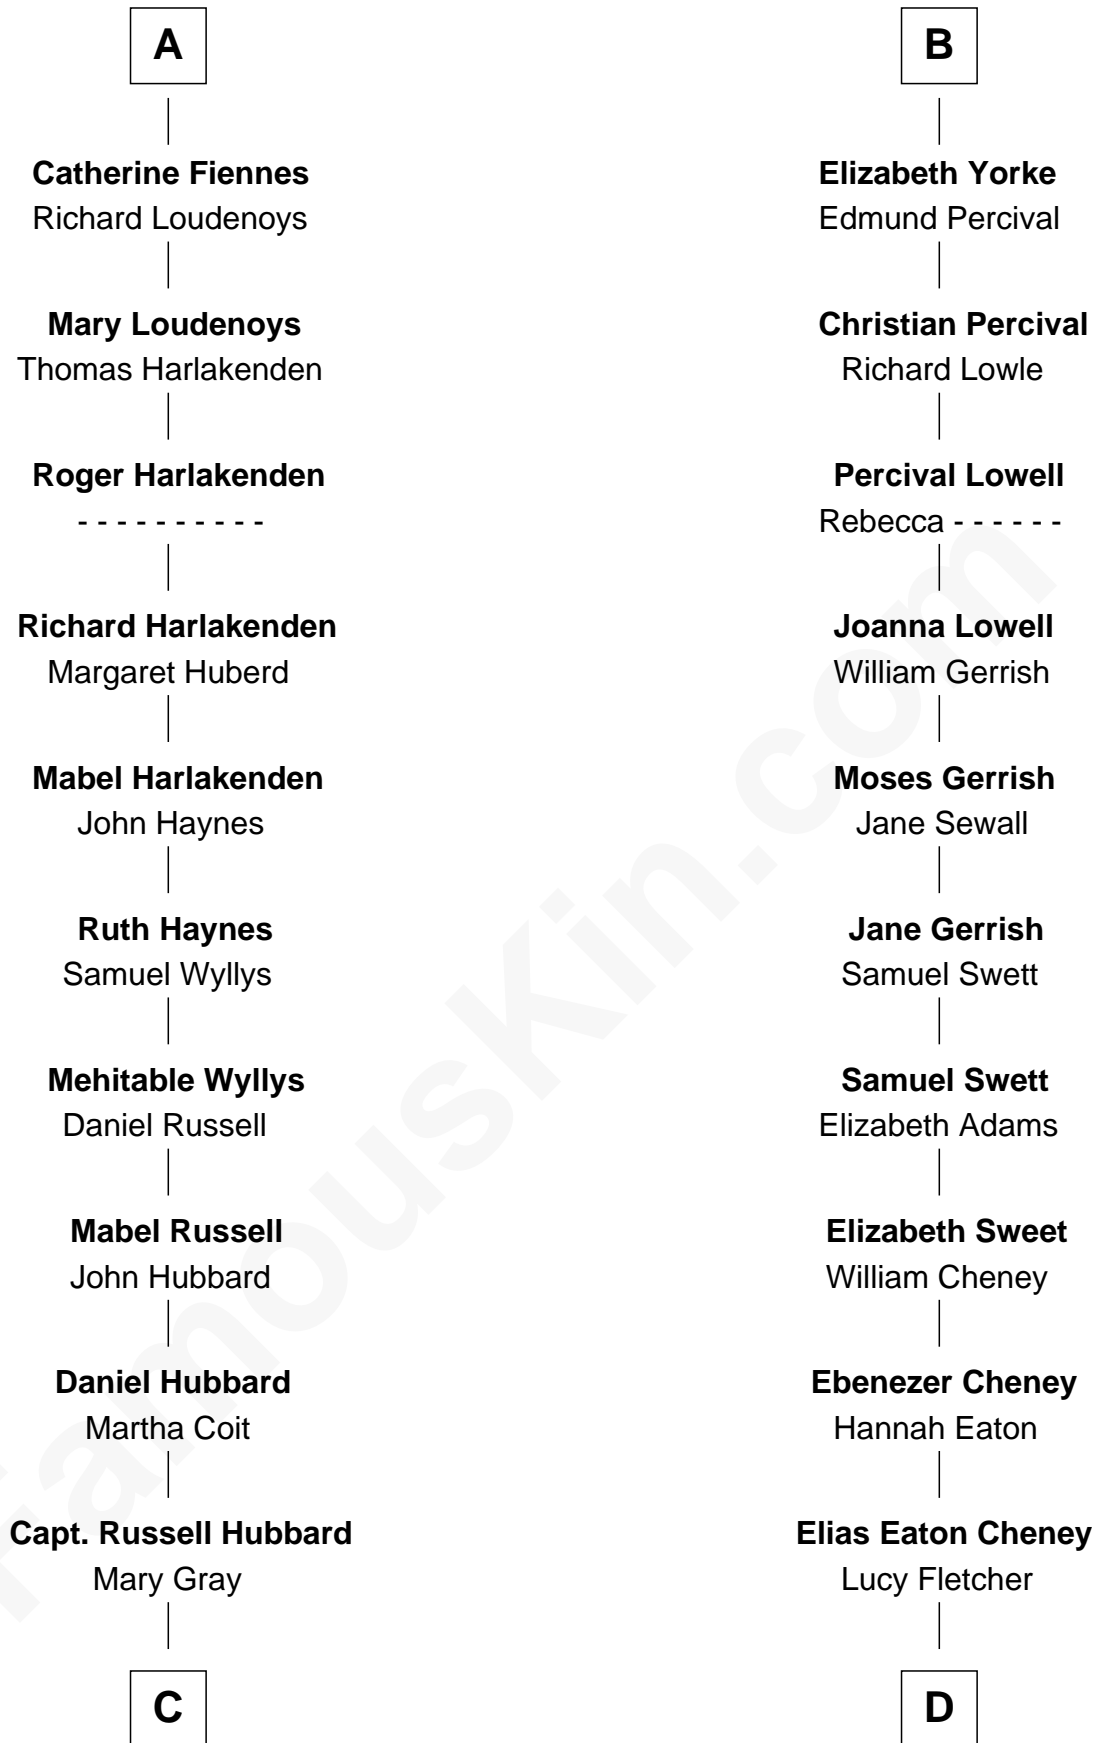 A
Catherine Fiennes
Richard Loudenoys
Mary Loudenoys
Thomas Harlakenden
Roger Harlakenden
- - - - - - - - - -
Richard Harlakenden
Margaret Huberd
Mabel Harlakenden
John Haynes
Ruth Haynes
Samuel Wyllys
Mehitable Wyllys
Daniel Russell
Mabel Russell
John Hubbard
Daniel Hubbard
Martha Coit
Capt. Russell Hubbard
Mary Gray
C
B
Elizabeth Yorke
Edmund Percival
Christian Percival
Richard Lowle
Percival Lowell
Rebecca - - - - - -
Joanna Lowell
William Gerrish
Moses Gerrish
Jane Sewall
Jane Gerrish
Samuel Swett
Samuel Swett
Elizabeth Adams
Elizabeth Sweet
William Cheney
Ebenezer Cheney
Hannah Eaton
Elias Eaton Cheney
Lucy Fletcher
D
FamousKin.com